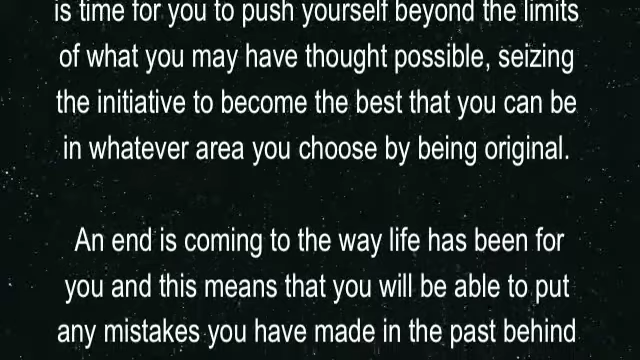 is time for you to push yourself beyond the limits
of what you may have thought possible, seizing
the initiative to become the best that you can be
in whatever area you choose by being original.
An end is coming to the way life has been for
you and this means that you will be able to put
any mistakes you have made in the past behind